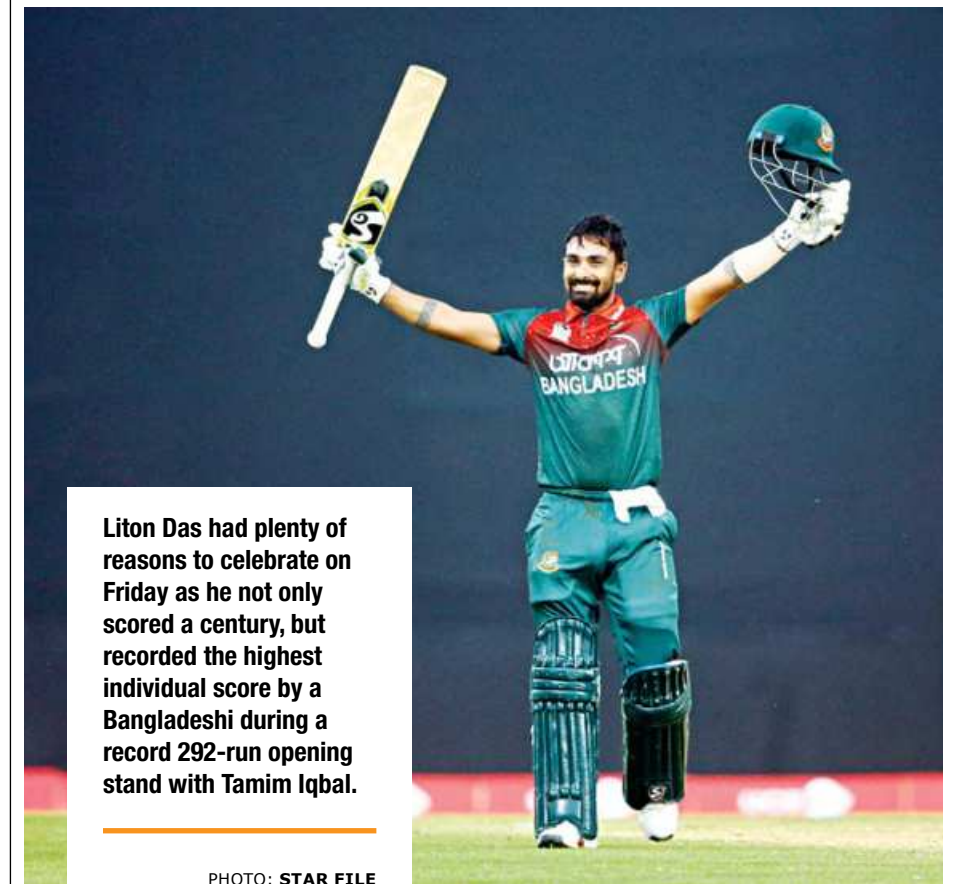 আকাশ
BANGLADESH
Liton Das had plenty of
reasons to celebrate on
Friday as he not only
scored a century, but
recorded the highest
individual score by a
Bangladeshi during a
record 292-run opening
stand with Tamim Iqbal.
PHOTO: STAR FILE